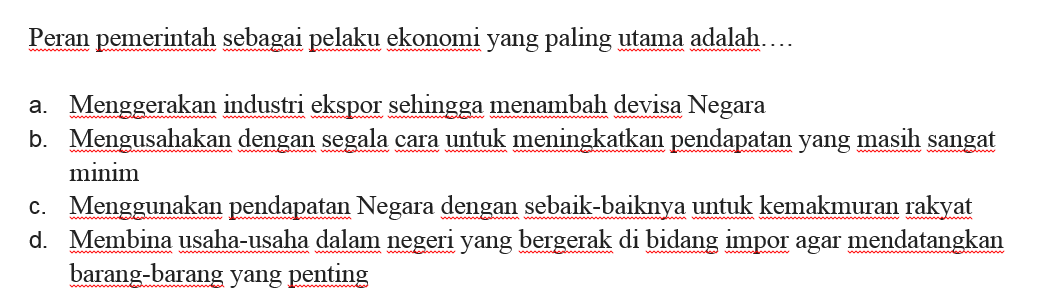 Peran pemerintah sebagai pelaku ekonomi yang paling utama adalah….
a. Menggerakan industri ekspor sehingga menambah devisa Negara
b. Mengusahakan dengan segala cara untuk meningkatkan pendapatan yang masih sangat
minim
c. Menggunakan pendapatan Negara dengan sebaik-baiknya untuk kemakmuran rakyat
d. Membina usaha-usaha dalam negeri yang bergerak di bidang impor agar mendatangkan
barang-barang yang penting